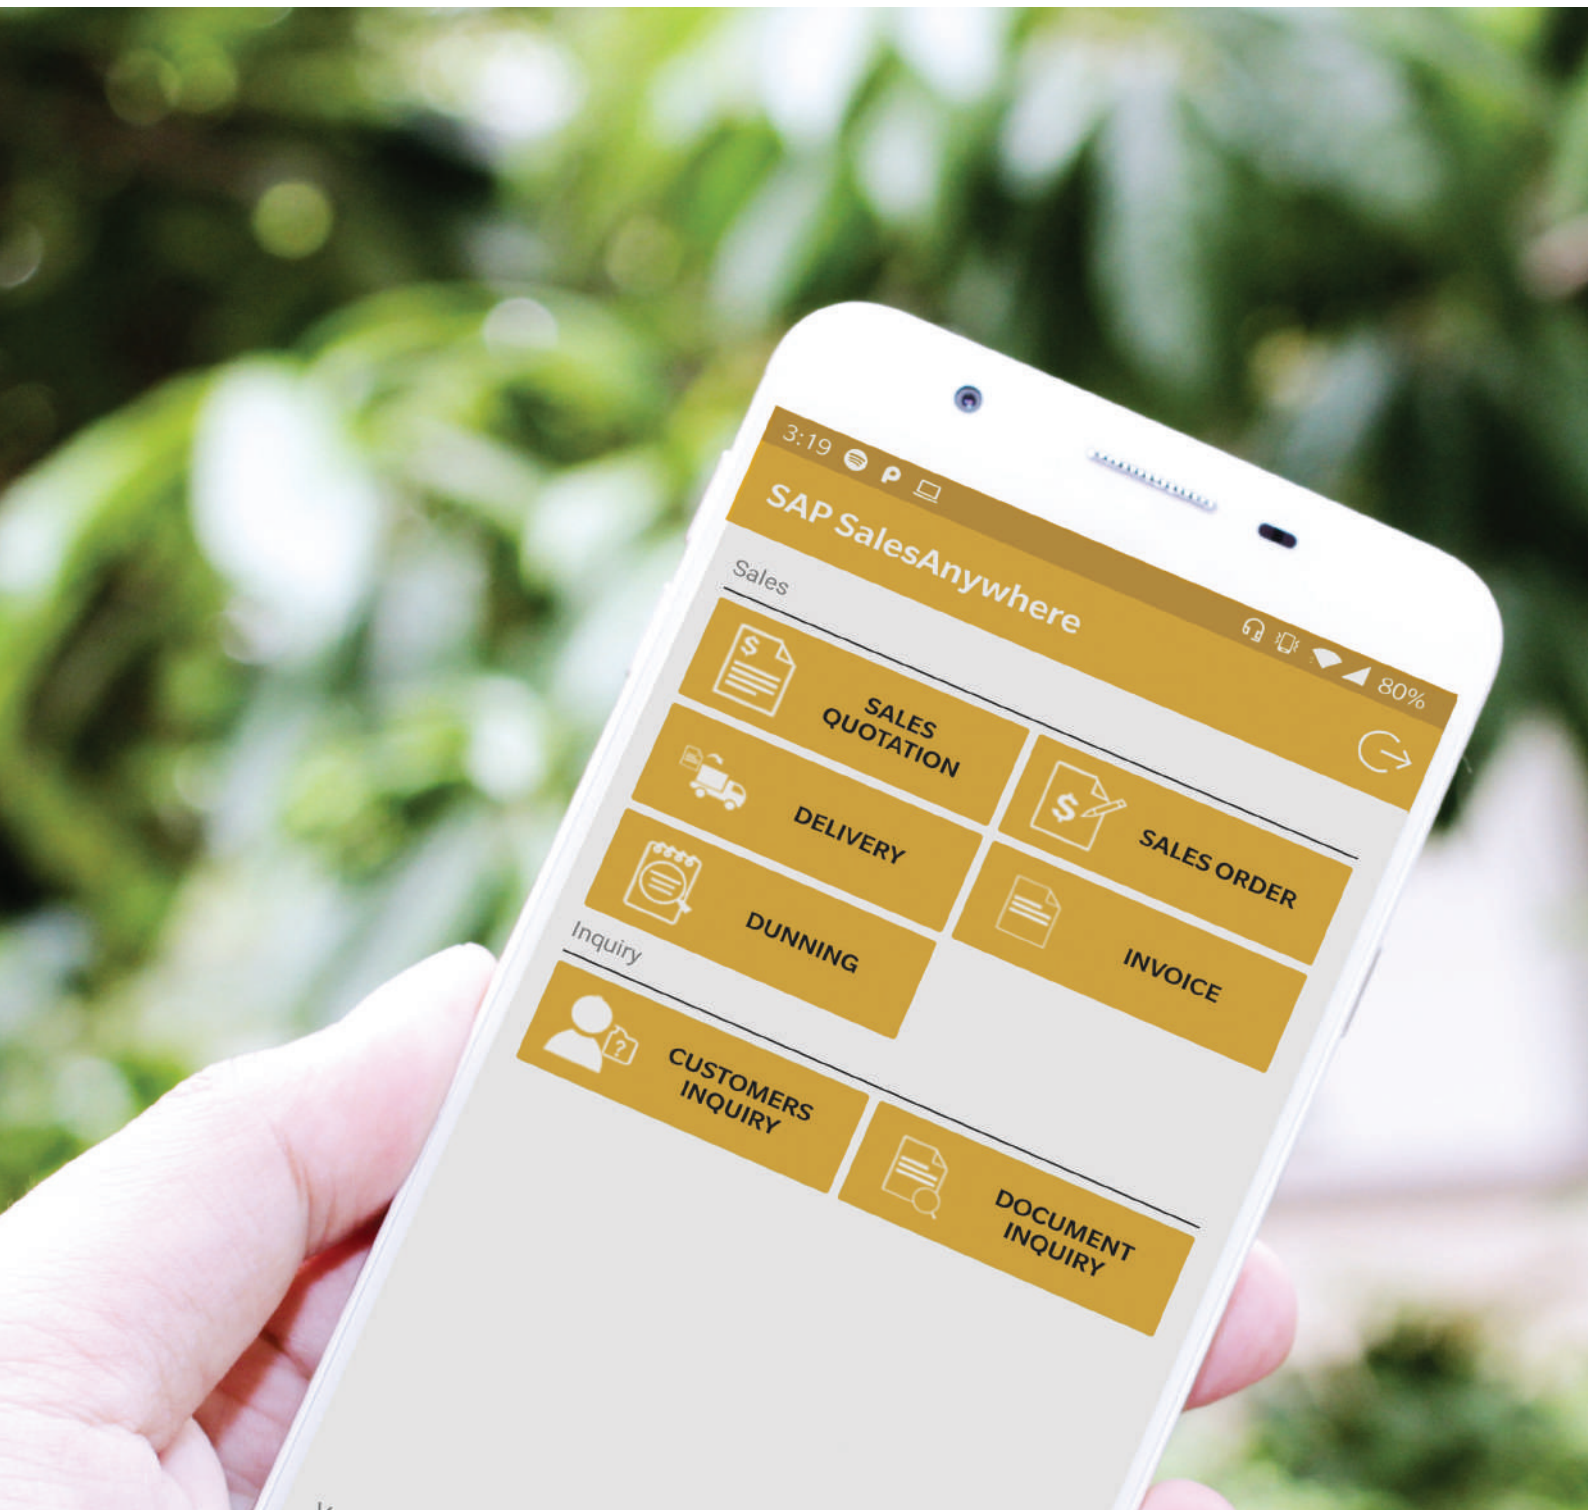 3:19
80%
SAP SalesAnywhere
Sales
SALES
QUOTATION
SALES ORDER
DELIVERY
INVOICE
DUNNING
Inquiry
CUSTOMERS
INQUIRY
DOCUMENT
INQUIRY